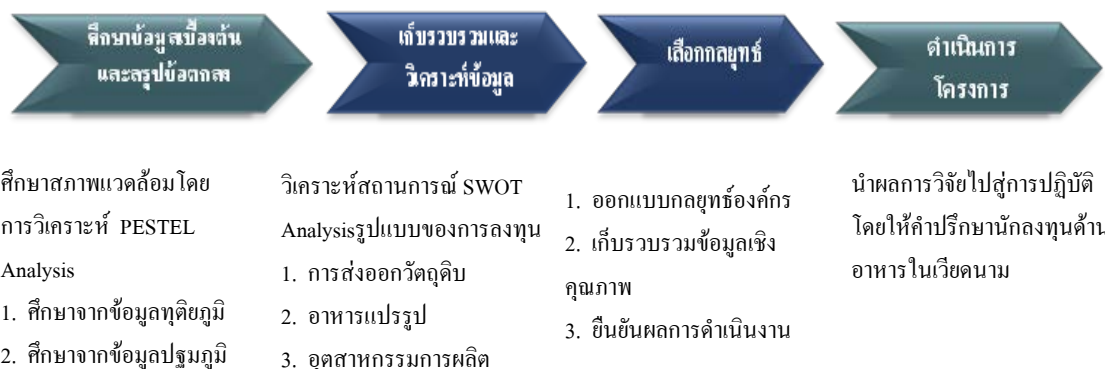 ศึกษาข้อมูลเบื้องต้น
และสรุปข้อตกลง
เก็บรวบรวมและ
วิเคราะห์ข้อมูล
เลือกกลยุทธ์
ดำเนินการ
โครงการ
ศึกษาสภาพแวดล้อมโดย
การวิเคราะห์ PESTEL
Analysis
1. ศึกษาจากข้อมูลทุติยภูมิ
2. ศึกษาจากข้อมูลปฐมภูมิ
วิเคราะห์สถานการณ์ SWOT
Analysisรูปแบบของการลงทุน
1. การส่งออกวัตถุดิบ
2. อาหารแปรรูป
3. อุตสาหกรรมการผลิต
1. ออกแบบกลยุทธ์องค์กร
2. เก็บรวบรวมข้อมูลเชิง
คุณภาพ
3. ยืนยันผลการดำเนินงาน
นำผลการวิจัยไปสู่การปฏิบัติ
โดยให้คำปรึกษานักลงทุนด้าน
อาหารในเวียดนาม